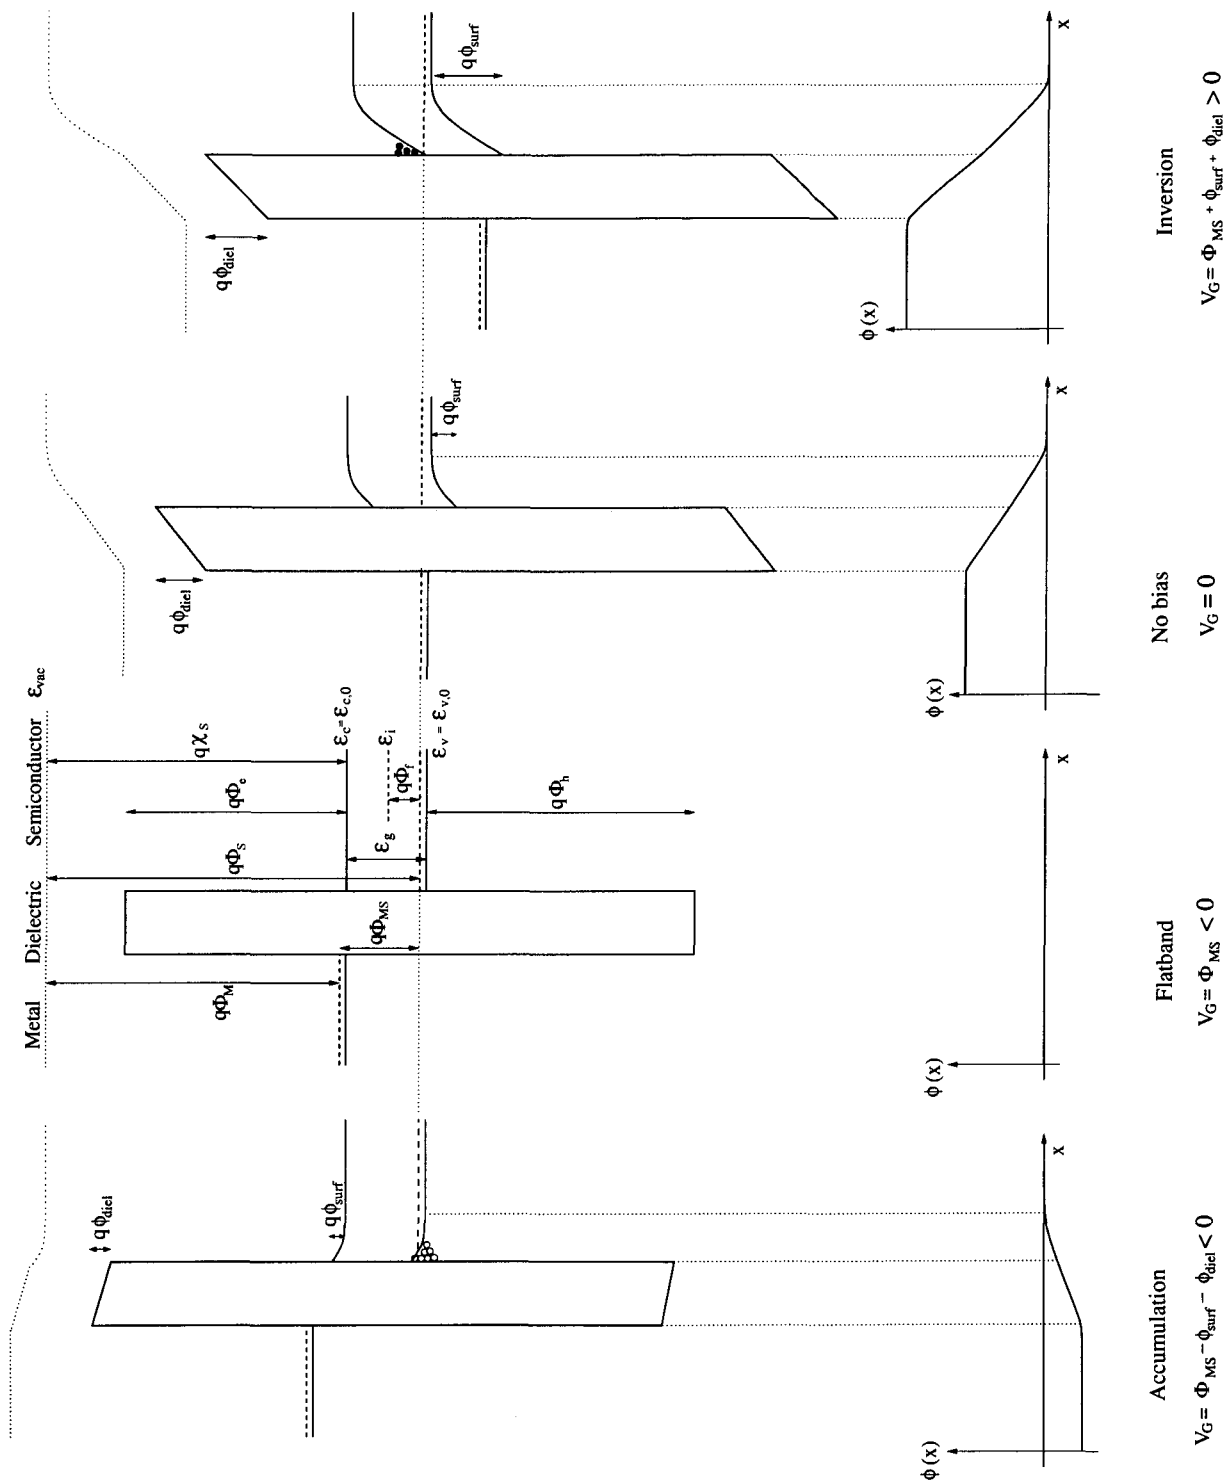 Metal Dielectric Semiconductor ε_vac
qϕ_diel
qϕ_surf
ϕ(x)
x
Accumulation
V_G = Φ_MS − ϕ_surf − ϕ_diel < 0
qΦ_M
qΦ_MS
qΦ_S
qΦ_e
qχ_S
ε_g
qΦ_f
qΦ_h
ε_c = ε_c,0
ε_i
ε_v = ε_v,0
ϕ(x)
x
Flatband
V_G = Φ_MS < 0
qϕ_diel
qϕ_surf
ϕ(x)
x
No bias
V_G = 0
qϕ_diel
qϕ_surf
ϕ(x)
x
Inversion
V_G = Φ_MS + ϕ_surf + ϕ_diel > 0